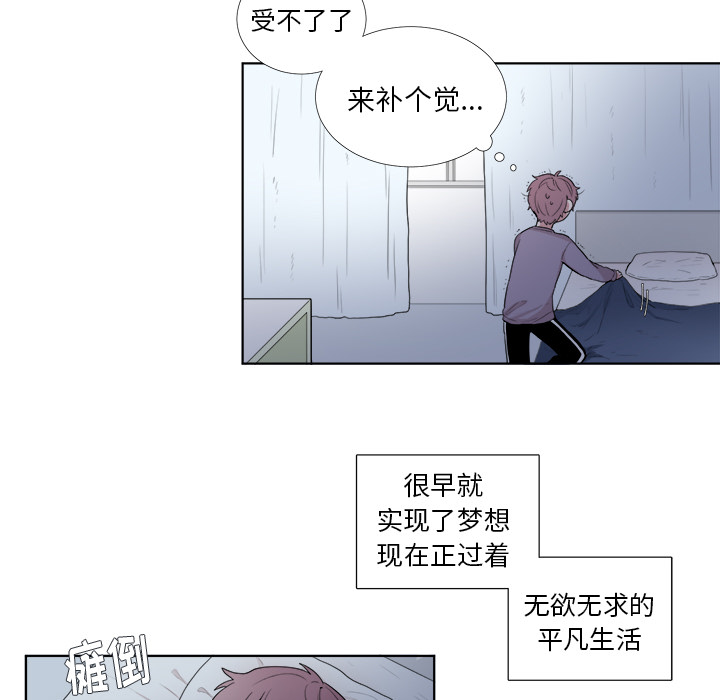 受不了了
来补个觉...
很早就
实现了梦想
现在正过着
无欲无求的
平凡生活
瘫倒